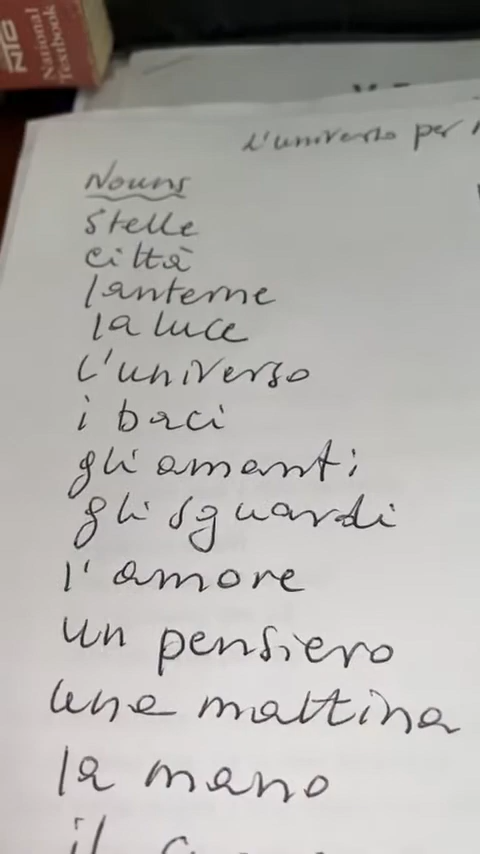 NTC
National
Textbook
L'universo per
Nouns
stelle
città
lanterne
la luce
l'universo
i baci
gli amanti
gli sguardi
l'amore
un pensiero
una mattina
la mano
il